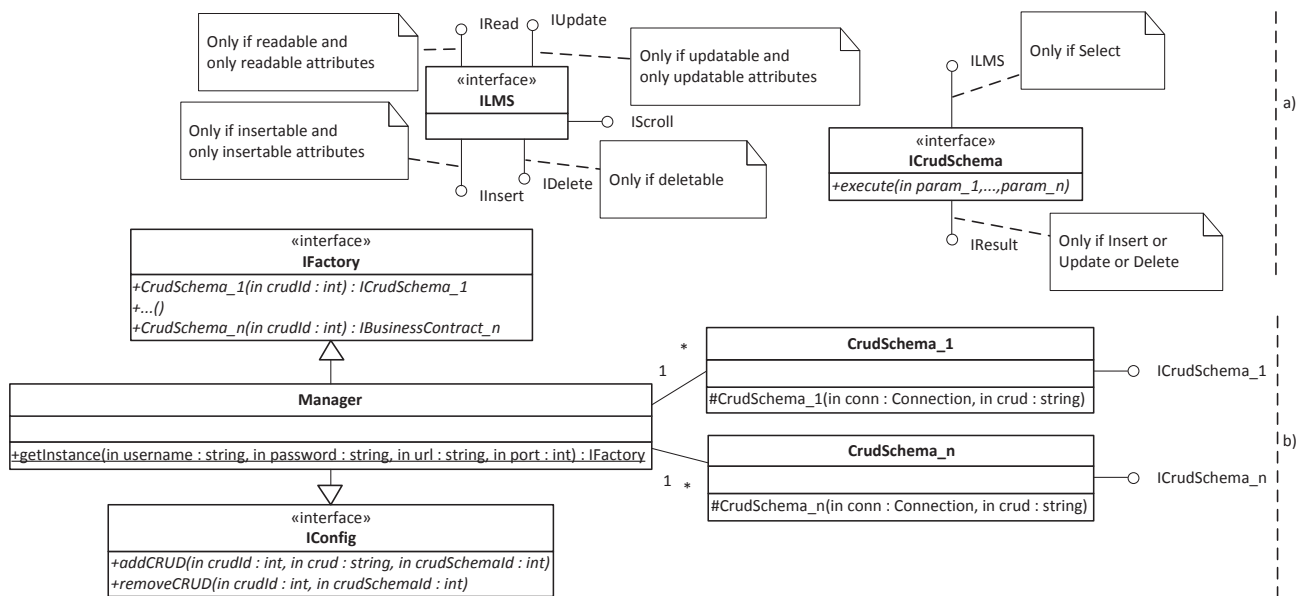 IRead
IUpdate
Only if readable and
only readable attributes
Only if updatable and
only updatable attributes
«interface»
ILMS
IScroll
Only if insertable and
only insertable attributes
IInsert
IDelete
Only if deletable
ILMS
Only if Select
«interface»
ICrudSchema
+execute(in param_1,...,param_n)
IResult
Only if Insert or
Update or Delete
a)
«interface»
IFactory
+CrudSchema_1(in crudId : int) : ICrudSchema_1
+...()
+CrudSchema_n(in crudId : int) : IBusinessContract_n
Manager
+getInstance(in username : string, in password : string, in url : string, in port : int) : IFactory
«interface»
IConfig
+addCRUD(in crudId : int, in crud : string, in crudSchemaId : int)
+removeCRUD(in crudId : int, in crudSchemaId : int)
*
1
CrudSchema_1
#CrudSchema_1(in conn : Connection, in crud : string)
ICrudSchema_1
1
*
CrudSchema_n
#CrudSchema_n(in conn : Connection, in crud : string)
ICrudSchema_n
b)